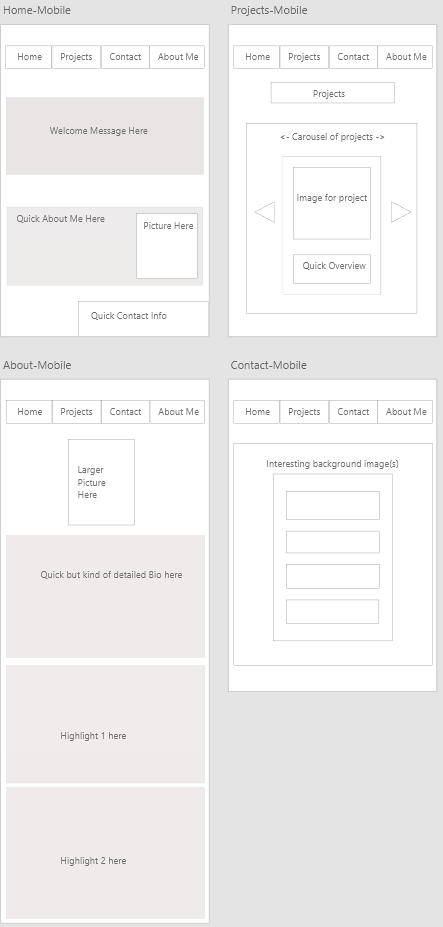 Home-Mobile
Home Projects Contact About Me
Welcome Message Here
Quick About Me Here
Picture Here
Quick Contact Info
Projects-Mobile
Home Projects Contact About Me
Projects
<- Carousel of projects ->
Image for project
Quick Overview
About-Mobile
Home Projects Contact About Me
Larger
Picture
Here
Quick but kind of detailed Bio here
Highlight 1 here
Highlight 2 here
Contact-Mobile
Home Projects Contact About Me
Interesting background image(s)